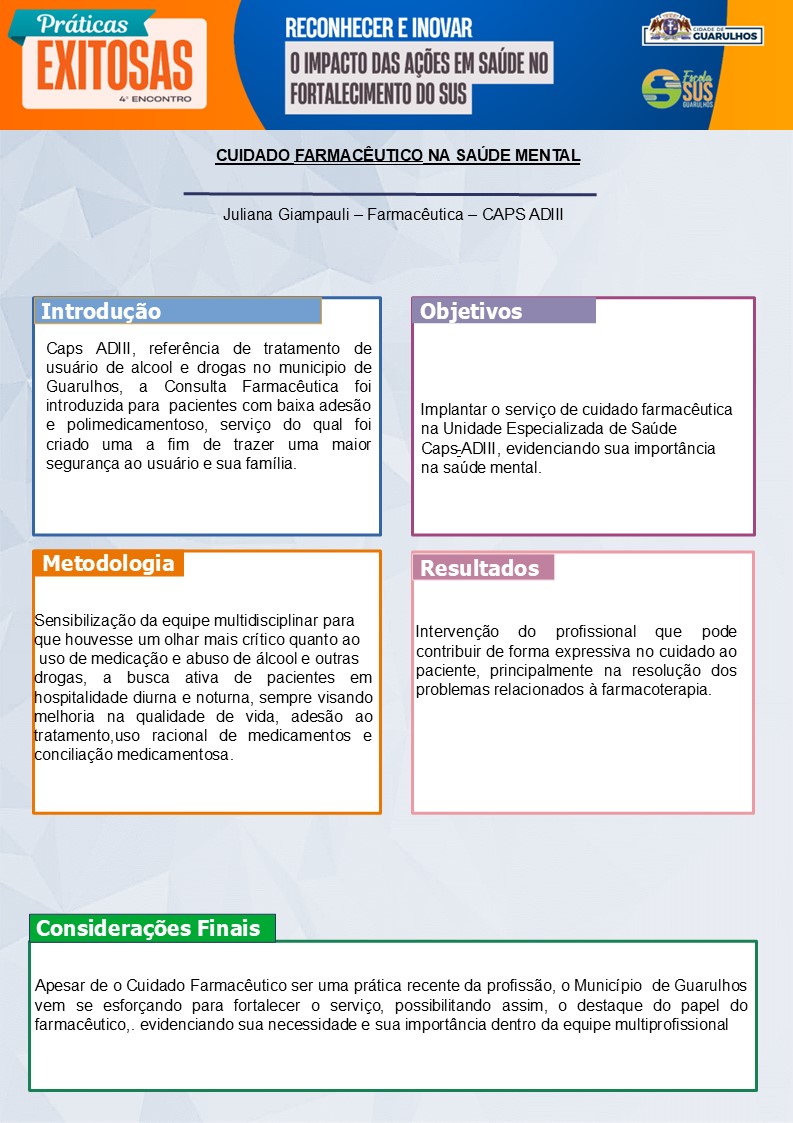 Práticas
EXITOSAS
4º ENCONTRO
RECONHECER E INOVAR
O IMPACTO DAS AÇÕES EM SAÚDE NO
FORTALECIMENTO DO SUS
CIDADE DE
GUARULHOS
Escola
SUS
GUARULHOS
CUIDADO FARMACÊUTICO NA SAÚDE MENTAL
Juliana Giampauli – Farmacêutica – CAPS ADIII
Introdução
Caps ADIII, referência de tratamento de
usuário de alcool e drogas no municipio de
Guarulhos, a Consulta Farmacêutica foi
introduzida para pacientes com baixa adesão
e polimedicamentoso, serviço do qual foi
criado uma a fim de trazer uma maior
segurança ao usuário e sua família.
Objetivos
Implantar o serviço de cuidado farmacêutica
na Unidade Especializada de Saúde
Caps-ADIII, evidenciando sua importância
na saúde mental.
Metodologia
Sensibilização da equipe multidisciplinar para
que houvesse um olhar mais crítico quanto ao
uso de medicação e abuso de álcool e outras
drogas, a busca ativa de pacientes em
hospitalidade diurna e noturna, sempre visando
melhoria na qualidade de vida, adesão ao
tratamento,uso racional de medicamentos e
conciliação medicamentosa.
Resultados
Intervenção do profissional que pode
contribuir de forma expressiva no cuidado ao
paciente, principalmente na resolução dos
problemas relacionados à farmacoterapia.
Considerações Finais
Apesar de o Cuidado Farmacêutico ser uma prática recente da profissão, o Município de Guarulhos
vem se esforçando para fortalecer o serviço, possibilitando assim, o destaque do papel do
farmacêutico,. evidenciando sua necessidade e sua importância dentro da equipe multiprofissional